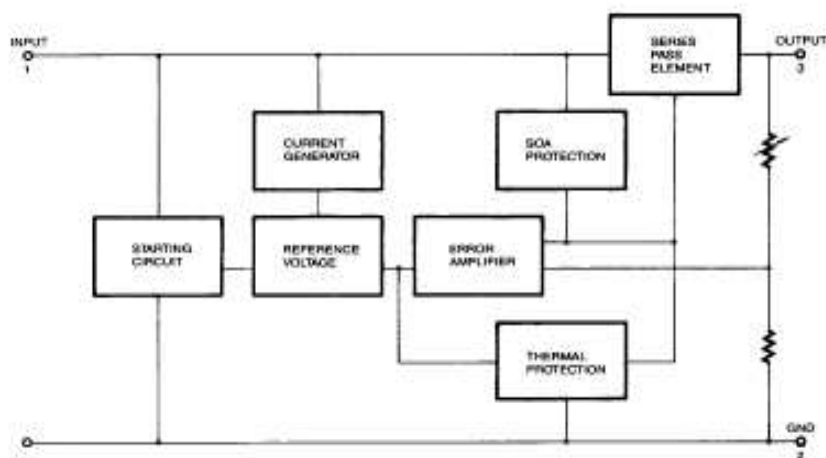 INPUT
1
SERIES
PASS
ELEMENT
OUTPUT
3
CURRENT
GENERATOR
SOA
PROTECTION
STARTING
CIRCUIT
REFERENCE
VOLTAGE
ERROR
AMPLIFIER
THERMAL
PROTECTION
GND
2